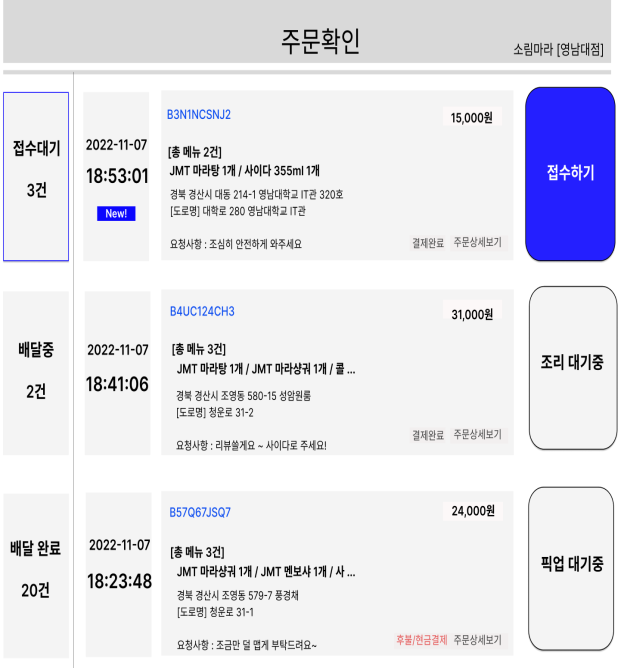 주문확인
소림마라 [영남대점]
접수대기
3건
2022-11-07
18:53:01
New!
B3N1NCSNJ2
15,000원
[총 메뉴 2건]
JMT 마라탕 1개 / 사이다 355ml 1개
경북 경산시 대동 214-1 영남대학교 IT관 320호
[도로명] 대학로 280 영남대학교 IT관
요청사항 : 조심히 안전하게 와주세요
결제완료 주문상세보기
접수하기
배달중
2건
2022-11-07
18:41:06
B4UC124CH3
31,000원
[총 메뉴 3건]
JMT 마라탕 1개 / JMT 마라샹궈 1개 / 콜 ...
경북 경산시 조영동 580-15 성암원룸
[도로명] 청운로 31-2
요청사항 : 리뷰쓸게요 ~ 사이다로 주세요!
결제완료 주문상세보기
조리 대기중
배달 완료
20건
2022-11-07
18:23:48
B57Q67JSQ7
24,000원
[총 메뉴 3건]
JMT 마라샹궈 1개 / JMT 멘보샤 1개 / 사 ...
경북 경산시 조영동 579-7 풍경채
[도로명] 청운로 31-1
요청사항 : 조금만 덜 맵게 부탁드려요~
후불/현금결제 주문상세보기
픽업 대기중